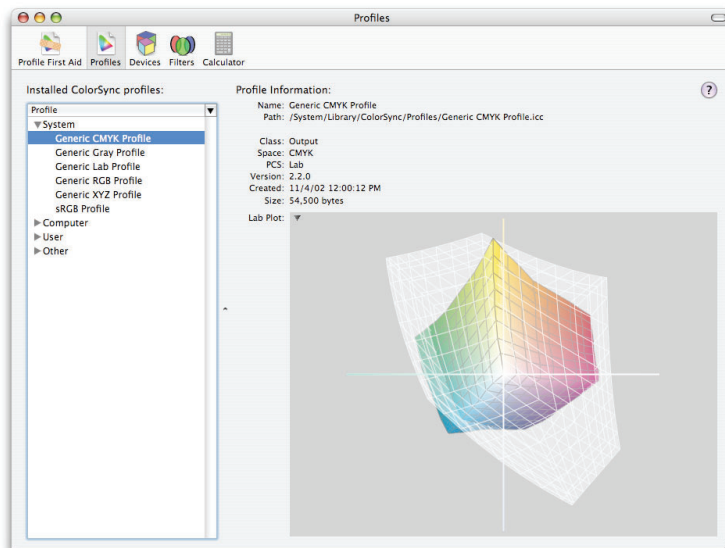 Profiles
Profile First Aid Profiles Devices Filters Calculator
Installed ColorSync profiles:
Profile
System
Generic CMYK Profile
Generic Gray Profile
Generic Lab Profile
Generic RGB Profile
Generic XYZ Profile
sRGB Profile
Computer
User
Other
Profile Information:
?
Name: Generic CMYK Profile
Path: /System/Library/ColorSync/Profiles/Generic CMYK Profile.icc
Class: Output
Space: CMYK
PCS: Lab
Version: 2.2.0
Created: 11/4/02 12:00:12 PM
Size: 54,500 bytes
Lab Plot: